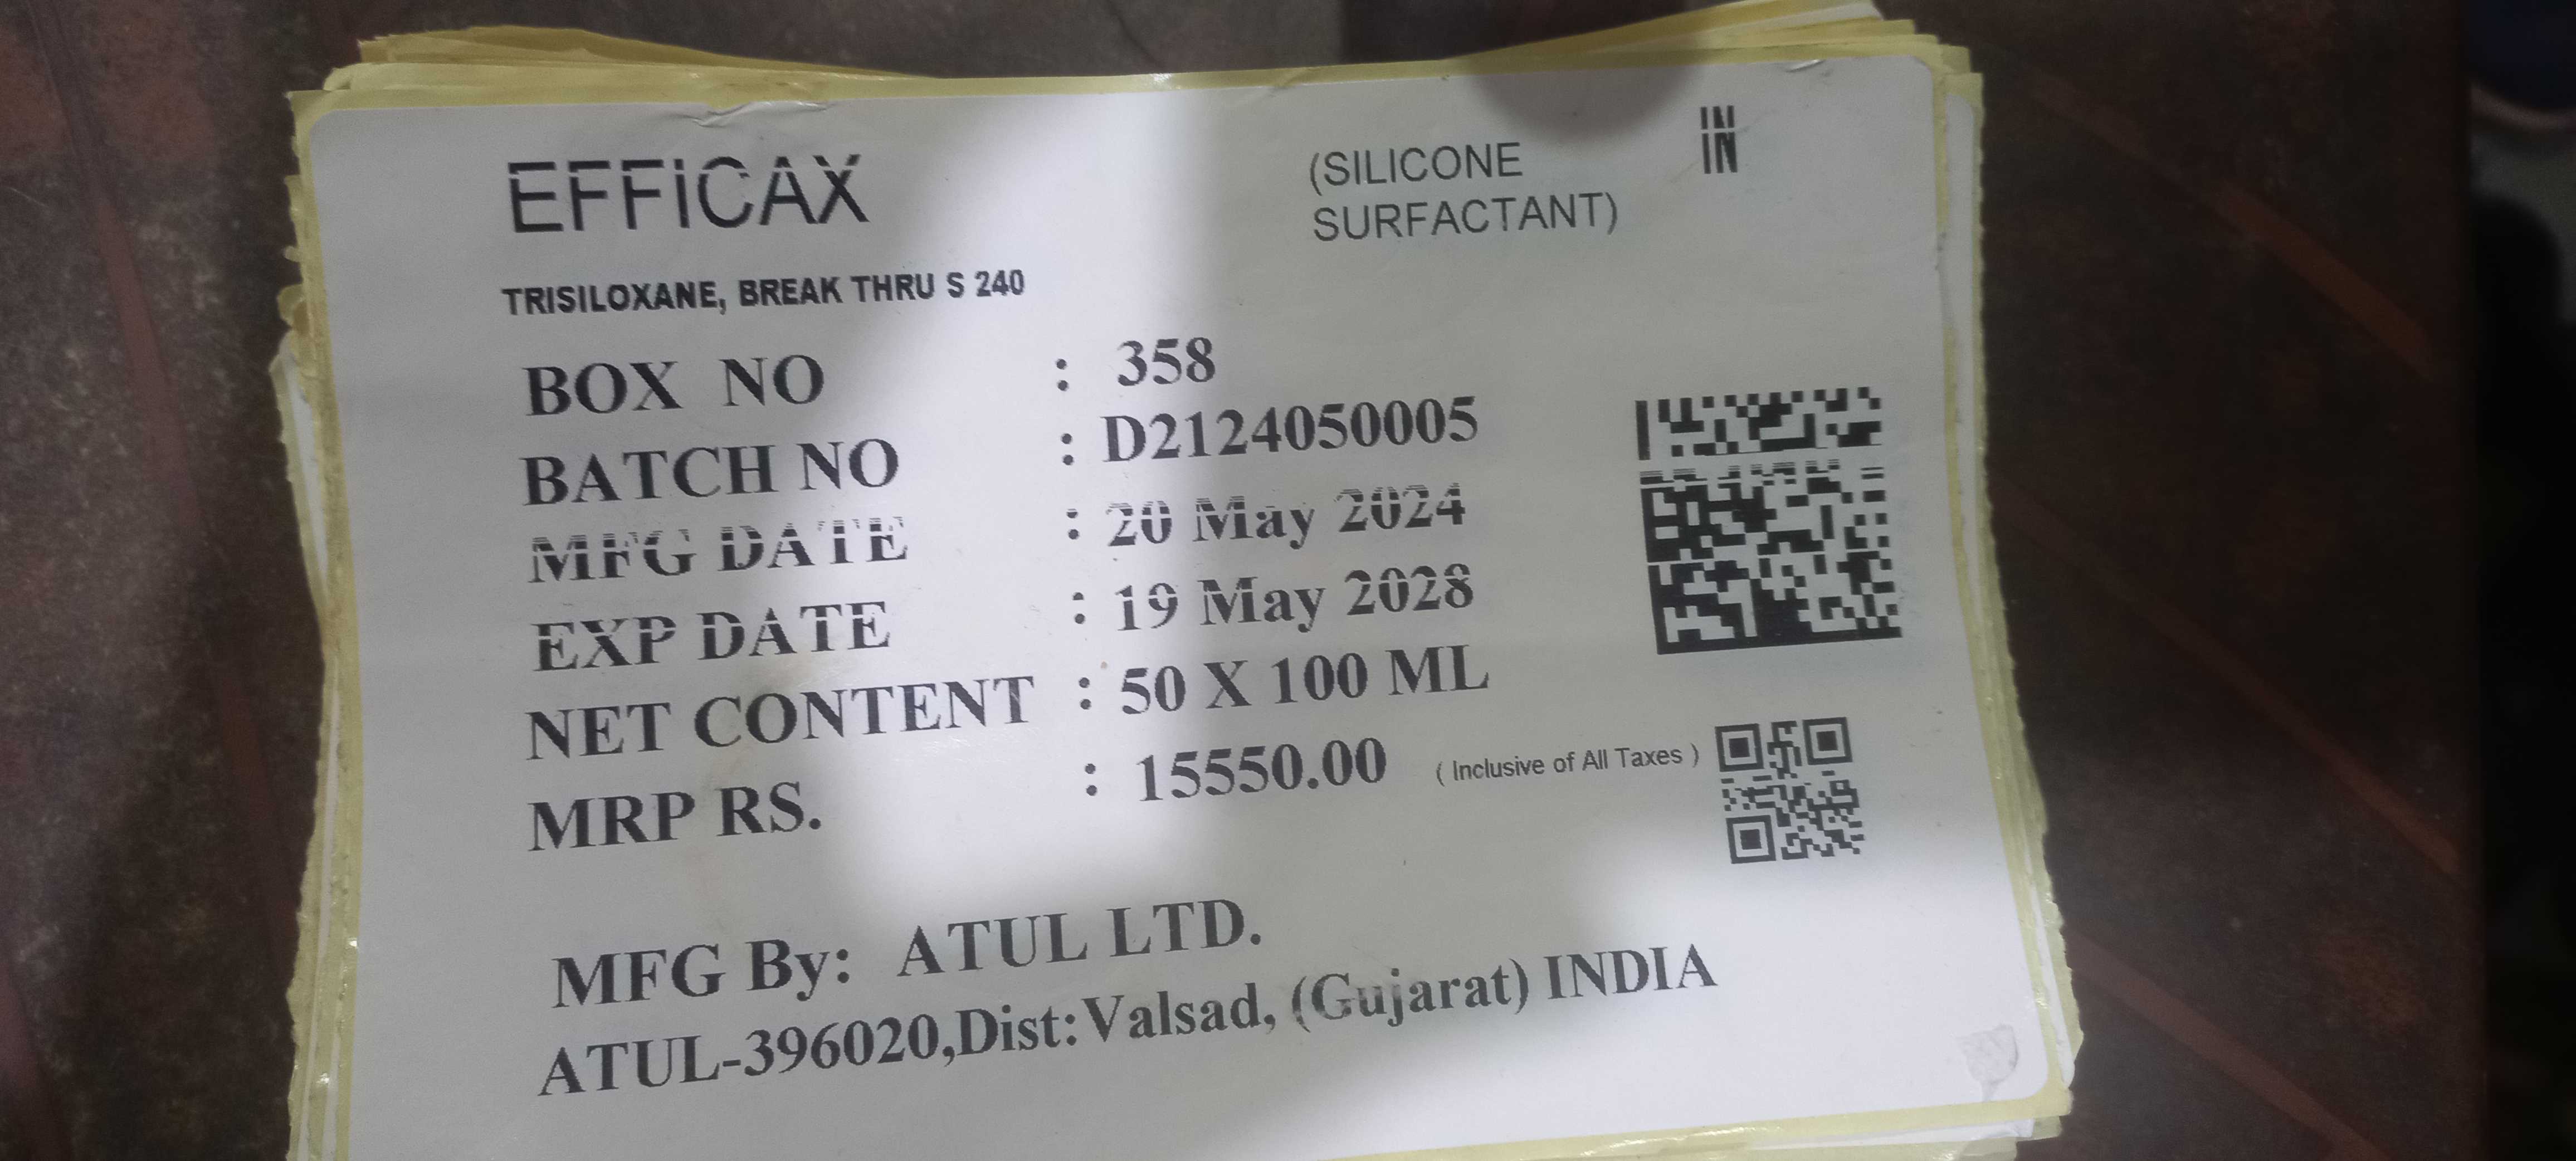 EFFICAX
(SILICONE
SURFACTANT)
IN
TRISILOXANE, BREAK THRU S 240
BOX NO : 358
BATCH NO : D2124050005
MFG DATE : 20 May 2024
EXP DATE : 19 May 2028
NET CONTENT : 50 X 100 ML
MRP RS. : 15550.00 ( Inclusive of All Taxes )
MFG By: ATUL LTD.
ATUL-396020,Dist:Valsad, (Gujarat) INDIA